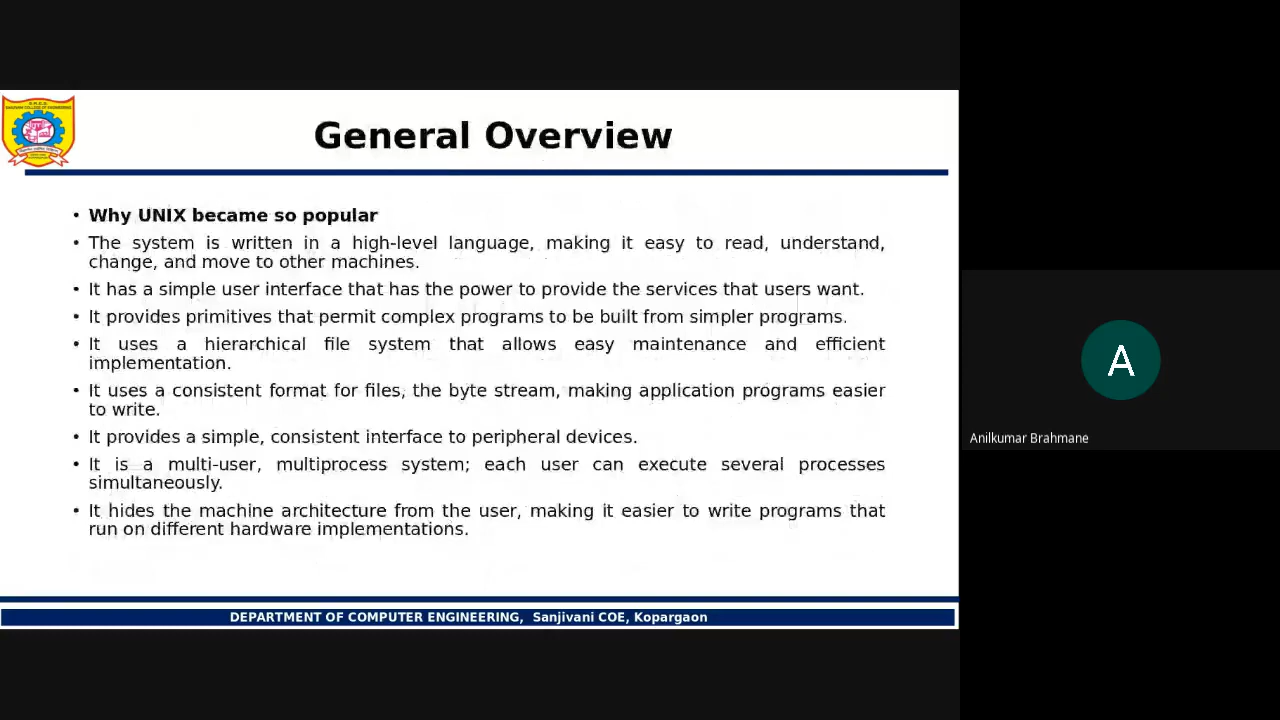 General Overview
• Why UNIX became so popular
• The system is written in a high-level language, making it easy to read, understand,
change, and move to other machines.
• It has a simple user interface that has the power to provide the services that users want.
• It provides primitives that permit complex programs to be built from simpler programs.
• It uses a hierarchical file system that allows easy maintenance and efficient
implementation.
• It uses a consistent format for files, the byte stream, making application programs easier
to write.
• It provides a simple, consistent interface to peripheral devices.
• It is a multi-user, multiprocess system; each user can execute several processes
simultaneously.
• It hides the machine architecture from the user, making it easier to write programs that
run on different hardware implementations.
DEPARTMENT OF COMPUTER ENGINEERING, Sanjivani COE, Kopargaon
A
Anilkumar Brahmane